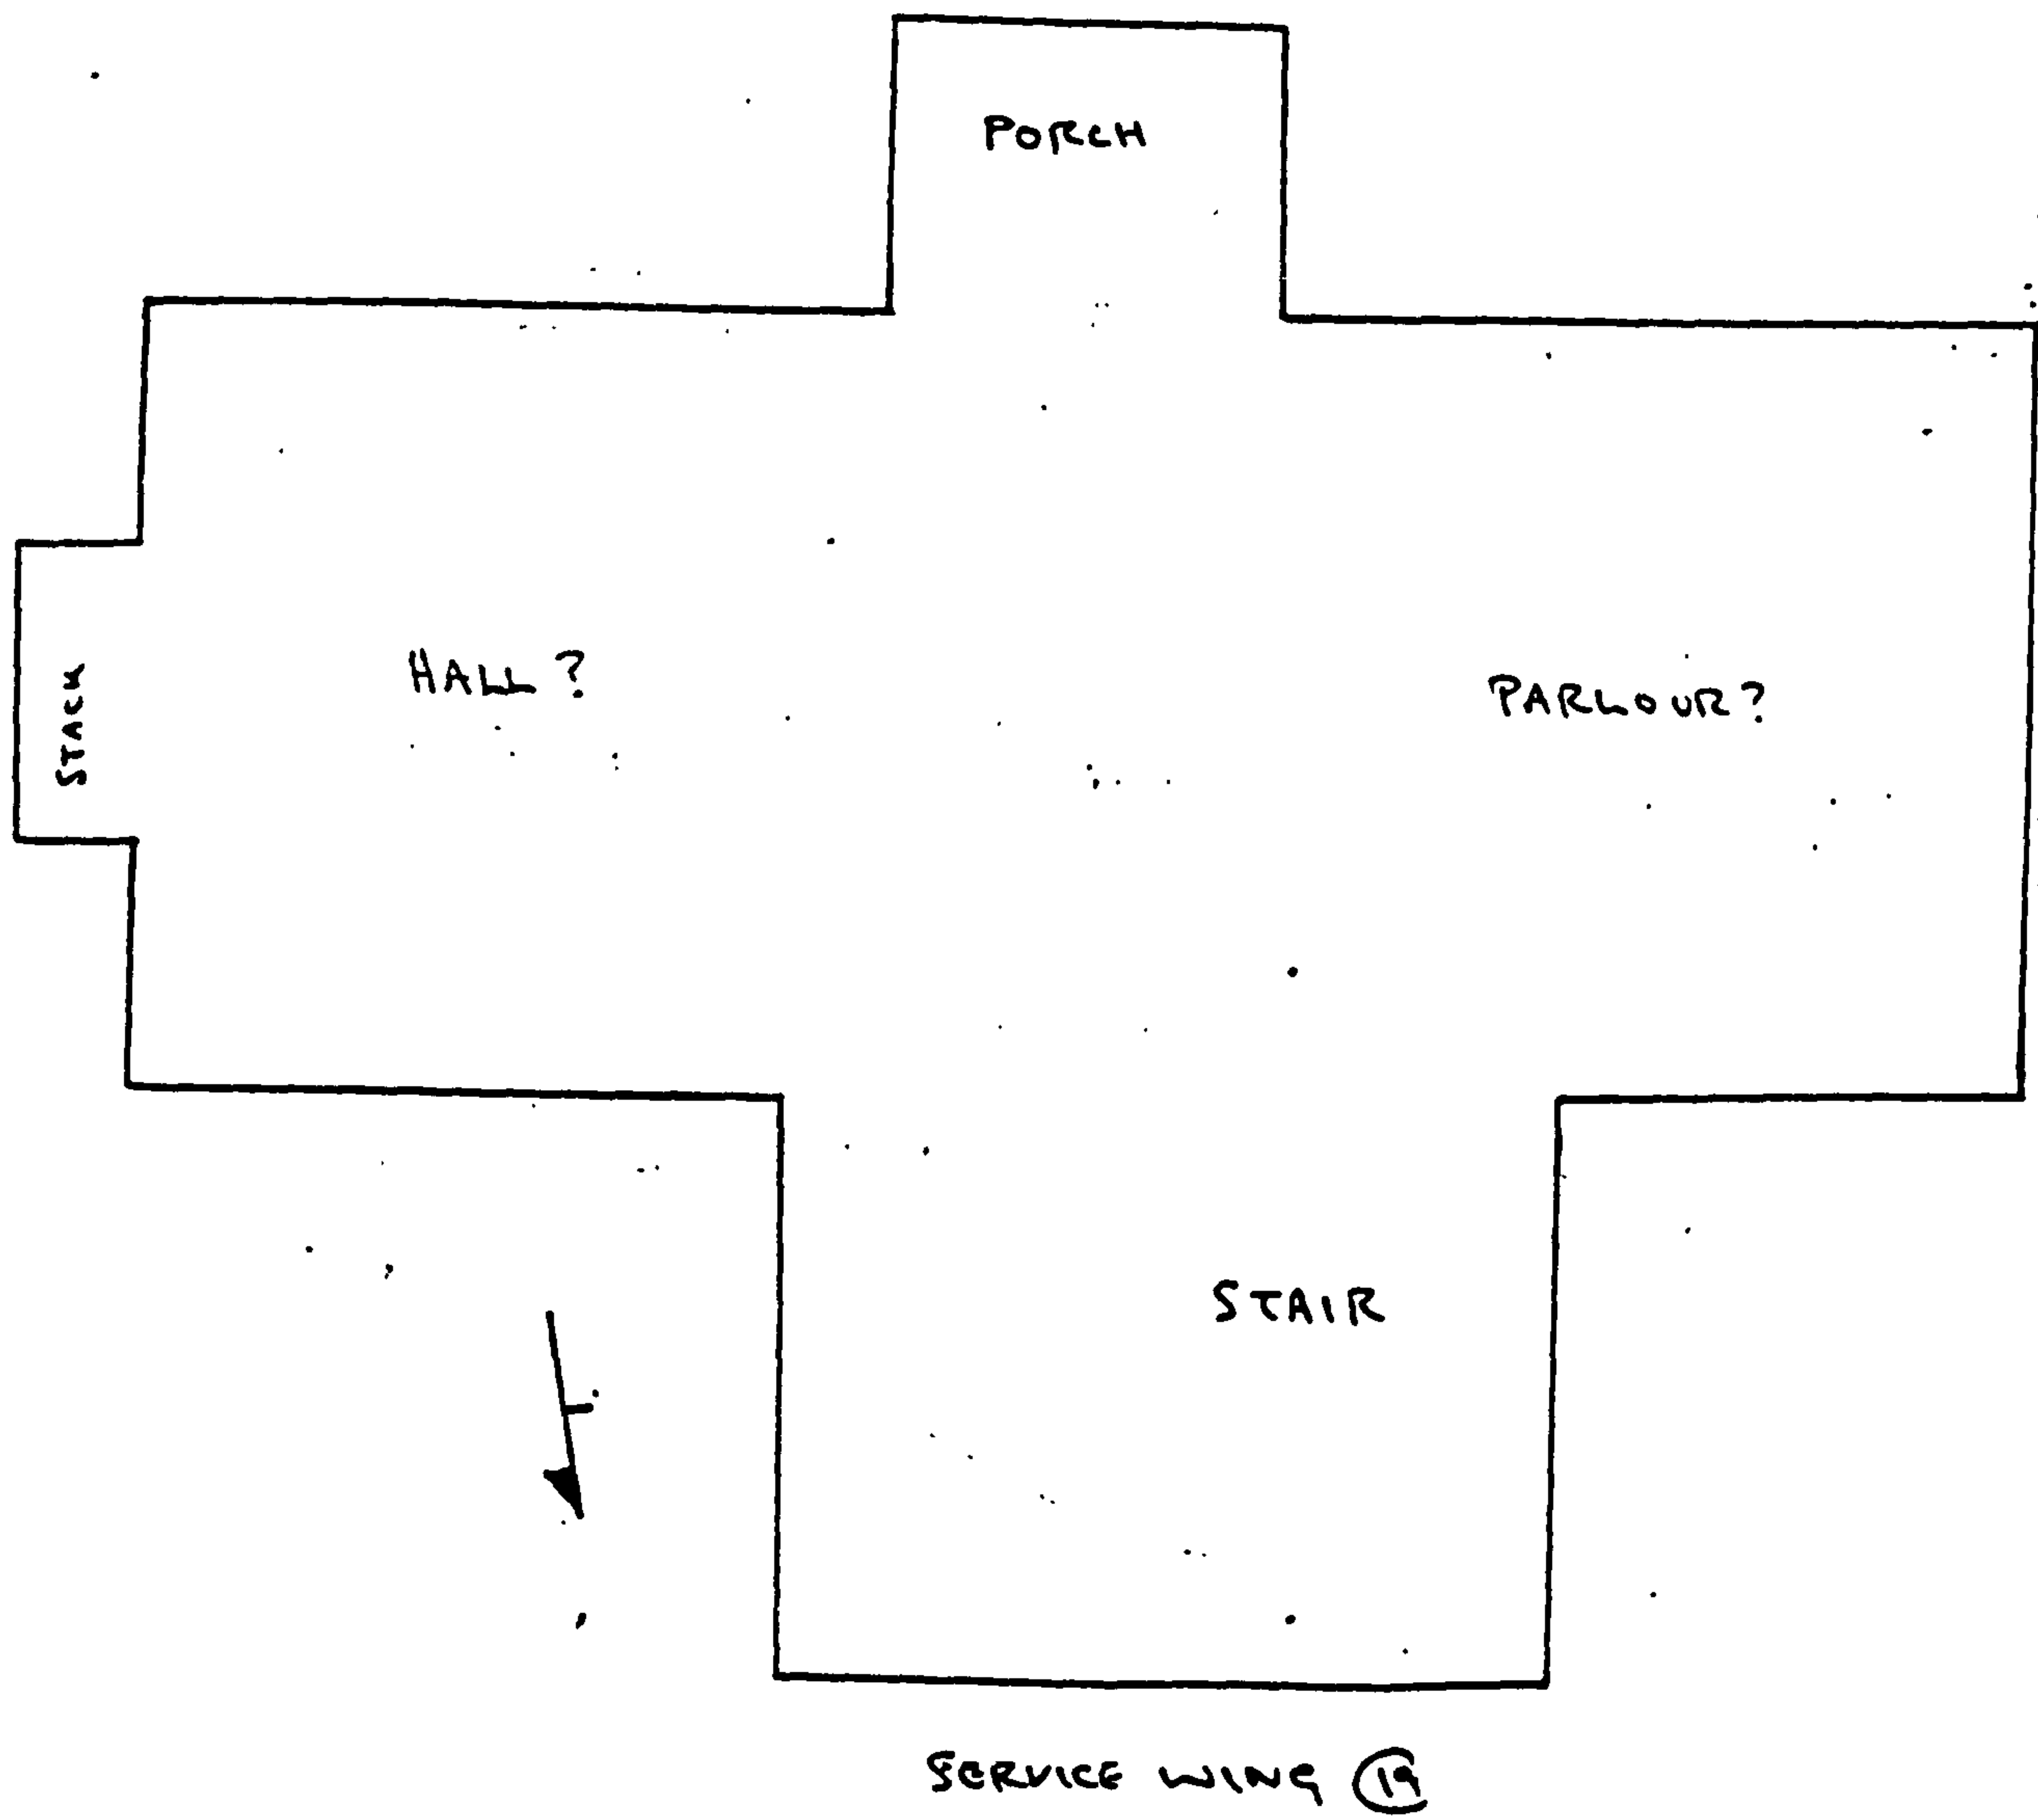 PORCH
HALL?
PARLOUR?
STACK
STAIR
SERVICE WING 19